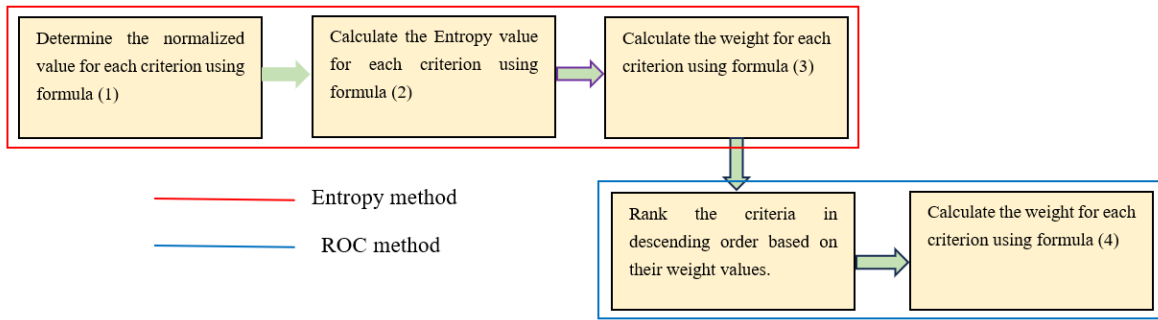 Determine the normalized
value for each criterion using
formula (1)
Calculate the Entropy value
for each criterion using
formula (2)
Calculate the weight for each
criterion using formula (3)
Entropy method
ROC method
Rank the criteria in
descending order based on
their weight values.
Calculate the weight for each
criterion using formula (4)